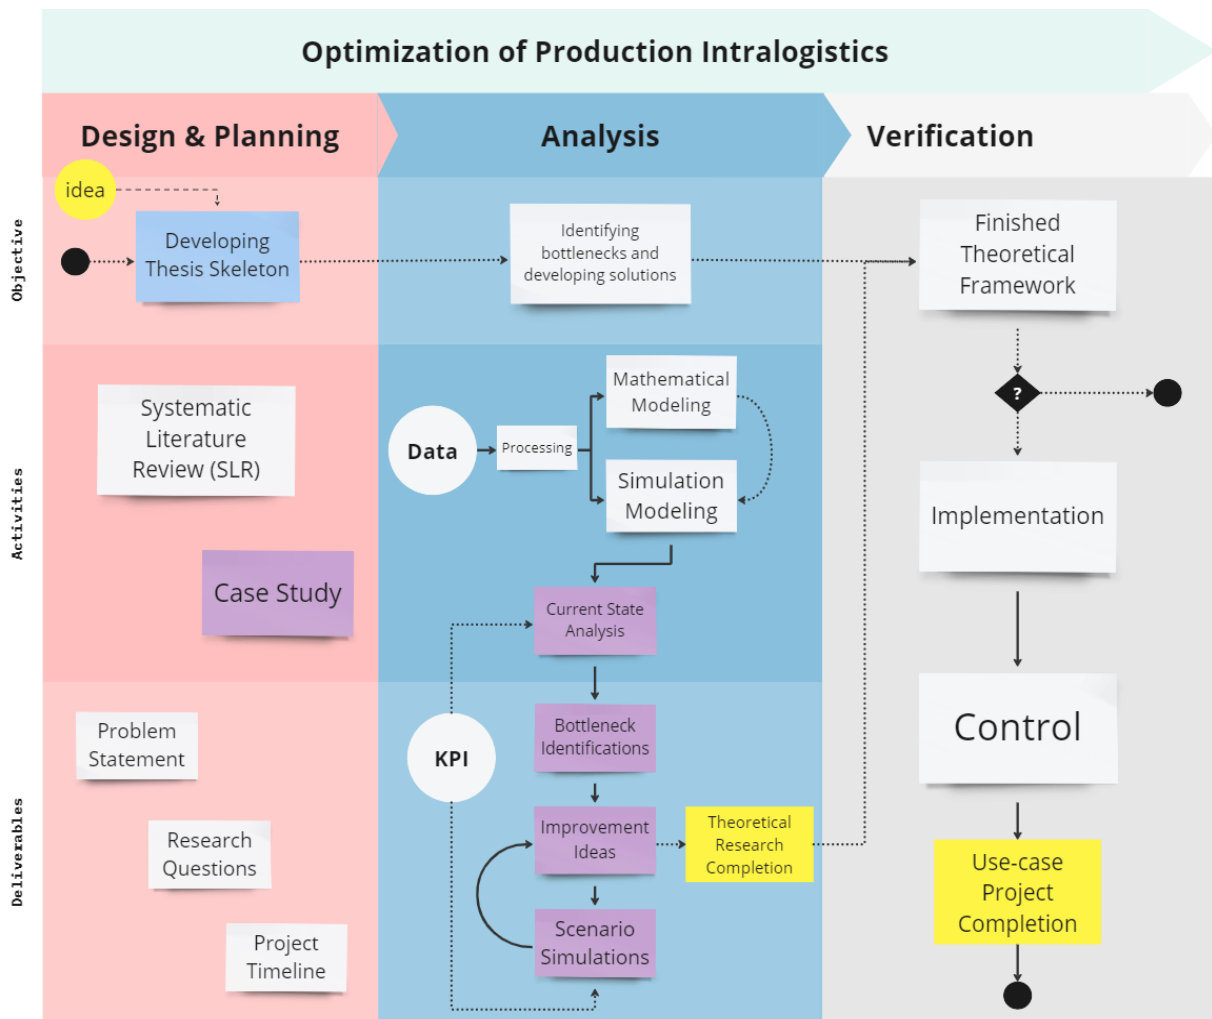 Optimization of Production Intralogistics
Design & Planning
Analysis
Verification
Objective
idea
Developing
Thesis Skeleton
Identifying
bottlenecks and
developing solutions
Finished
Theoretical
Framework
?
Activities
Systematic
Literature
Review (SLR)
Case Study
Data
Processing
Mathematical
Modeling
Simulation
Modeling
Current State
Analysis
Implementation
Deliverables
Problem
Statement
Research
Questions
Project
Timeline
KPI
Bottleneck
Identifications
Improvement
Ideas
Theoretical
Research
Completion
Scenario
Simulations
Control
Use-case
Project
Completion